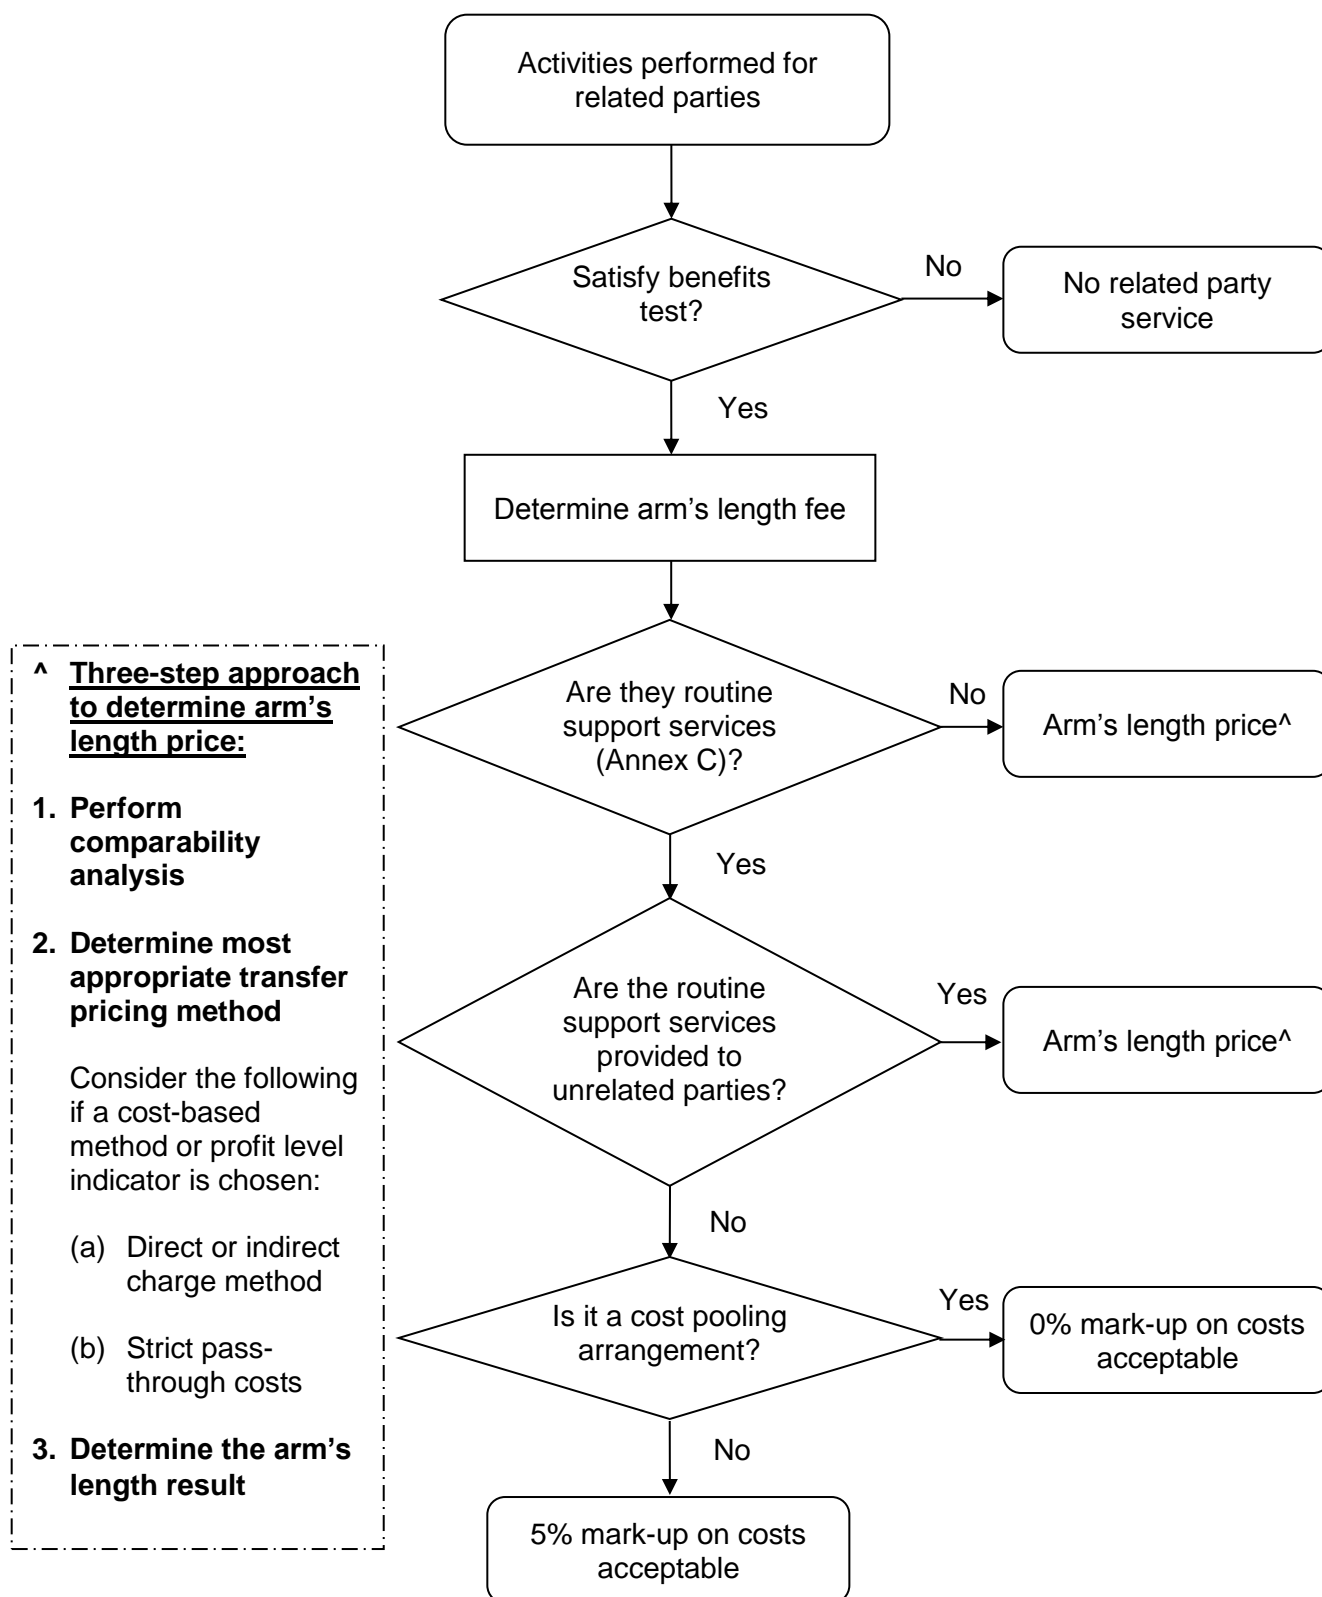 Activities performed for
related parties
Satisfy benefits
test?
No
No related party
service
Yes
Determine arm’s length fee
Are they routine
support services
(Annex C)?
No
Arm’s length price^
Yes
Are the routine
support services
provided to
unrelated parties?
Yes
Arm’s length price^
No
Is it a cost pooling
arrangement?
Yes
0% mark-up on costs
acceptable
No
5% mark-up on costs
acceptable
^ Three-step approach
to determine arm’s
length price:
1. Perform
comparability
analysis
2. Determine most
appropriate transfer
pricing method
Consider the following
if a cost-based
method or profit level
indicator is chosen:
(a) Direct or indirect
charge method
(b) Strict pass-
through costs
3. Determine the arm’s
length result